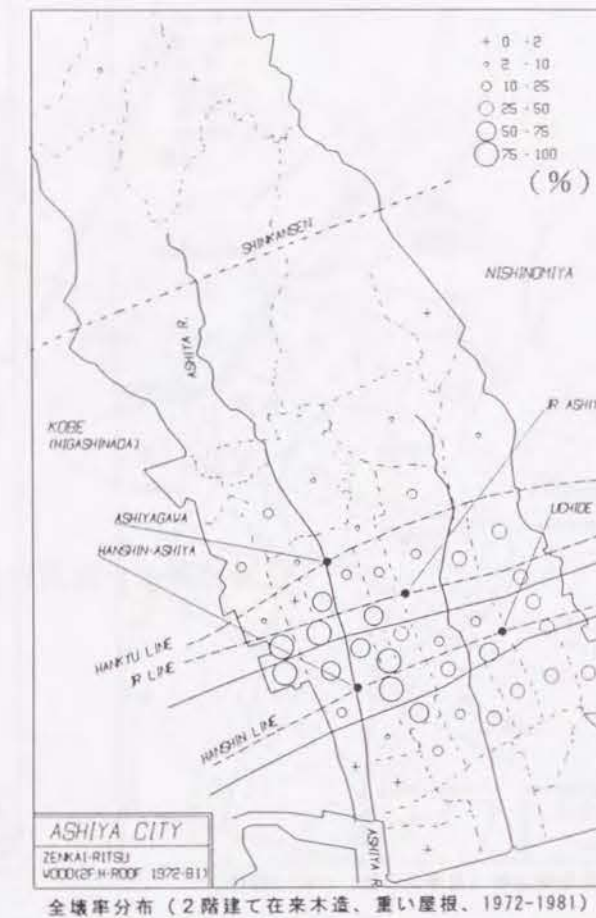 + 0 - 2
∘ 2 - 10
○ 10 - 25
○ 25 - 50
○ 50 - 75
○ 75 - 100
(%)
SHINKANSEN
NISHINOMIYA
ASHIYA R.
KOBE
(HIGASHINADA)
JR ASHIY
ASHIYAGAWA
UCHIDE
HANSHIN-ASHIYA
HANKYU LINE
JR LINE
HANSHIN LINE
ASHIYA CITY
ZENKAI-RITSU
WOOD(2F.H-ROOF 1972-81)
ASHIYA R
全壊率分布（２階建て在来木造、重い屋根、1972-1981）